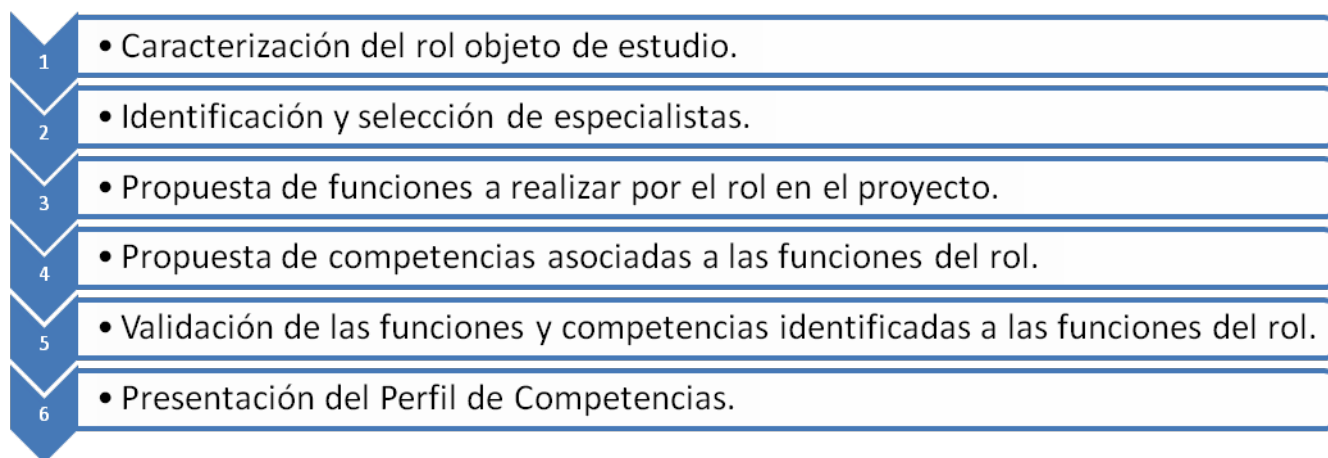 1 • Caracterización del rol objeto de estudio.
2 • Identificación y selección de especialistas.
3 • Propuesta de funciones a realizar por el rol en el proyecto.
4 • Propuesta de competencias asociadas a las funciones del rol.
5 • Validación de las funciones y competencias identificadas a las funciones del rol.
6 • Presentación del Perfil de Competencias.